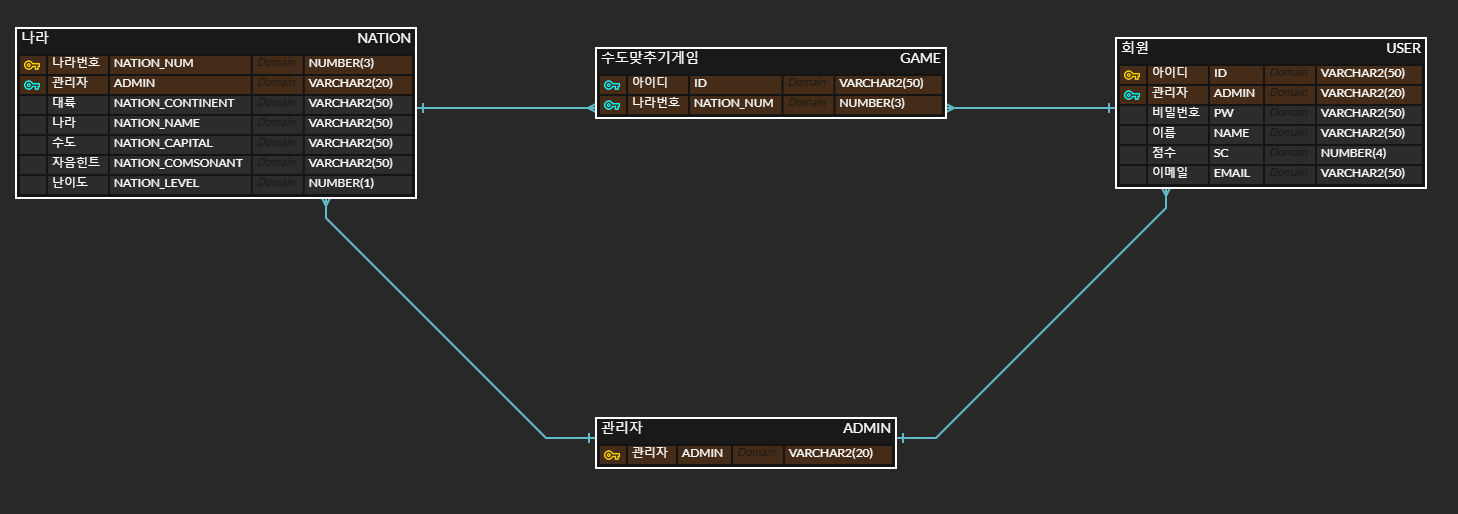 나라 NATION
나라번호 NATION_NUM Domain NUMBER(3)
관리자 ADMIN Domain VARCHAR2(20)
대륙 NATION_CONTINENT Domain VARCHAR2(50)
나라 NATION_NAME Domain VARCHAR2(50)
수도 NATION_CAPITAL Domain VARCHAR2(50)
자음힌트 NATION_COMSONANT Domain VARCHAR2(50)
난이도 NATION_LEVEL Domain NUMBER(1)
수도맞추기게임 GAME
아이디 ID Domain VARCHAR2(50)
나라번호 NATION_NUM Domain NUMBER(3)
회원 USER
아이디 ID Domain VARCHAR2(50)
관리자 ADMIN Domain VARCHAR2(20)
비밀번호 PW Domain VARCHAR2(50)
이름 NAME Domain VARCHAR2(50)
점수 SC Domain NUMBER(4)
이메일 EMAIL Domain VARCHAR2(50)
관리자 ADMIN
관리자 ADMIN Domain VARCHAR2(20)